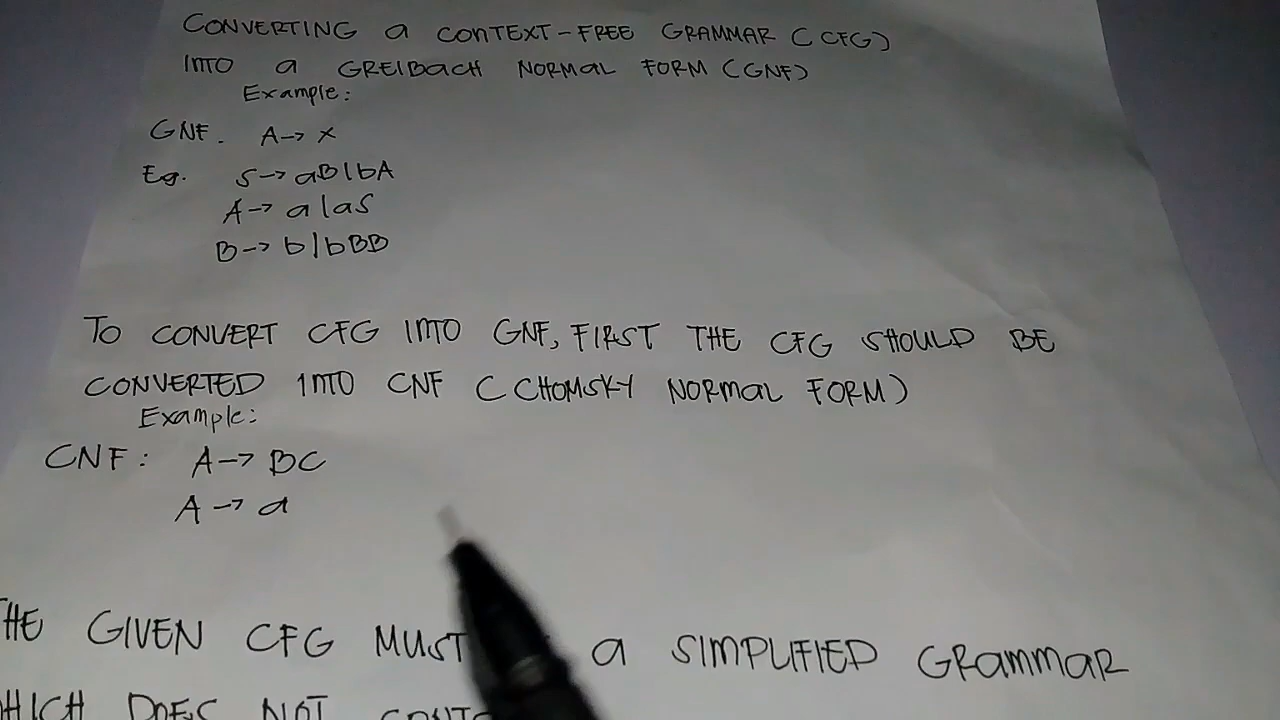 CONVERTING a CONTEXT-FREE GRAMMAR (CFG)
INTO a GREIBACH NORMAL FORM (GNF)
Example:
GNF. A→ x
Eg. S→ aB|bA
A→ a|aS
B→ b|bBB
TO CONVERT CFG INTO GNF, FIRST THE CFG SHOULD BE
CONVERTED INTO CNF (CHOMSKY NORMAL FORM)
Example:
CNF: A→ BC
A→ a
THE GIVEN CFG MUST a SIMPLIFIED GRAMMAR
WHICH DOES NOT